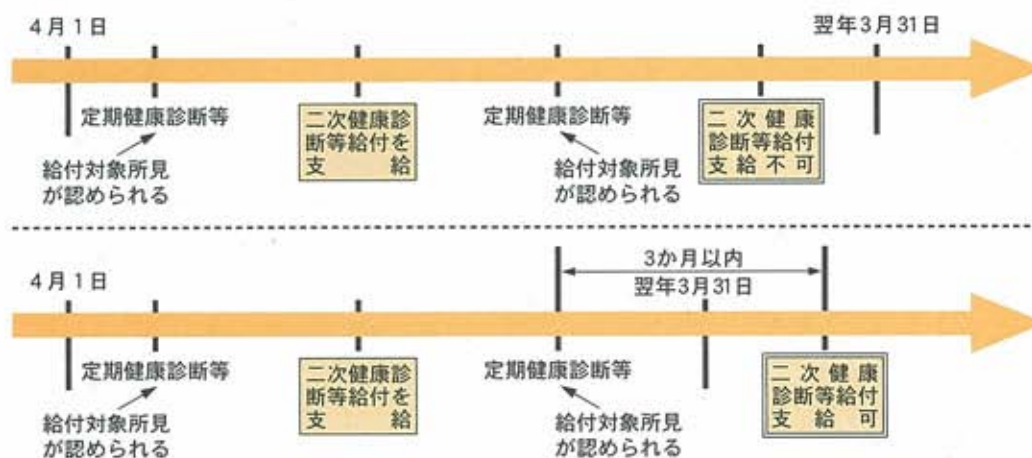 4月1日
翌年3月31日
定期健康診断等
給付対象所見
が認められる
二次健康診
断等給付を
支給
定期健康診断等
給付対象所見
が認められる
二次健康
診断等給付
支給不可
3か月以内
4月1日
翌年3月31日
定期健康診断等
給付対象所見
が認められる
二次健康診
断等給付を
支給
定期健康診断等
給付対象所見
が認められる
二次健康
診断等給付
支給可